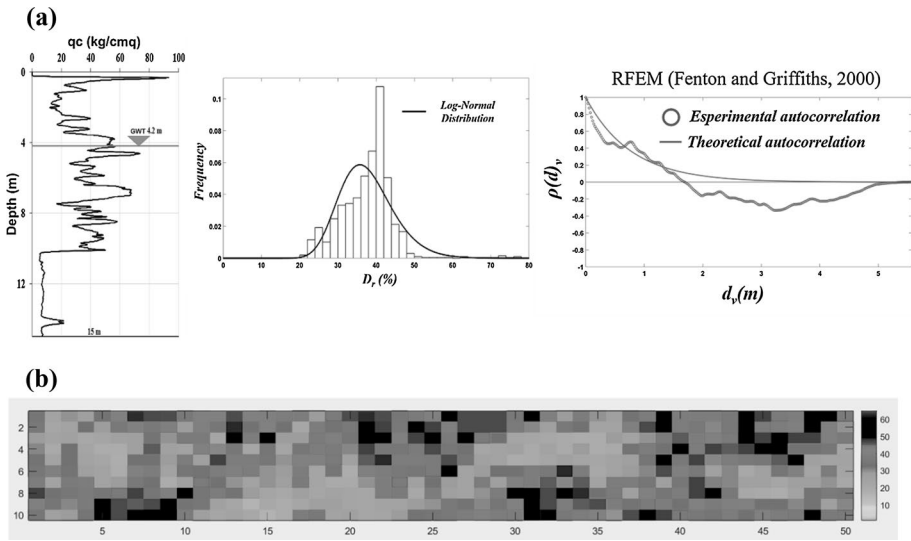 (a)
qc (kg/cmq)
0 20 40 60 80 100
Depth (m)
0
4
8
12
GWT 4.2 m
15 m
Frequency
0.1
0.08
0.06
0.04
0.02
0
0 10 20 30 40 50 60 70 80
Dr (%)
Log-Normal
Distribution
RFEM (Fenton and Griffiths, 2000)
Esperimental autocorrelation
Theoretical autocorrelation
ρ(d)v
1
0.8
0.6
0.4
0.2
0
-0.2
-0.4
-0.6
-0.8
-1
0 1 2 3 4 5
dv(m)
(b)
2
4
6
8
10
5 10 15 20 25 30 35 40 45 50
60
50
40
30
20
10